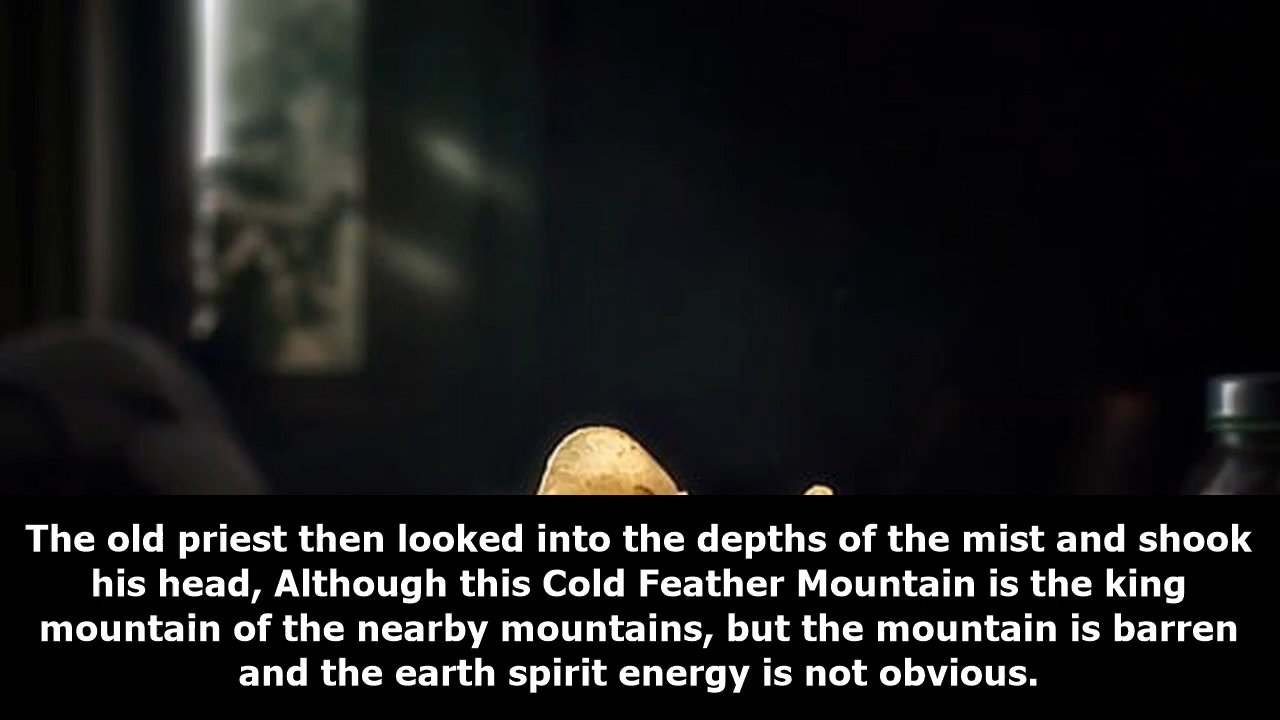 The old priest then looked into the depths of the mist and shook
his head, Although this Cold Feather Mountain is the king
mountain of the nearby mountains, but the mountain is barren
and the earth spirit energy is not obvious.